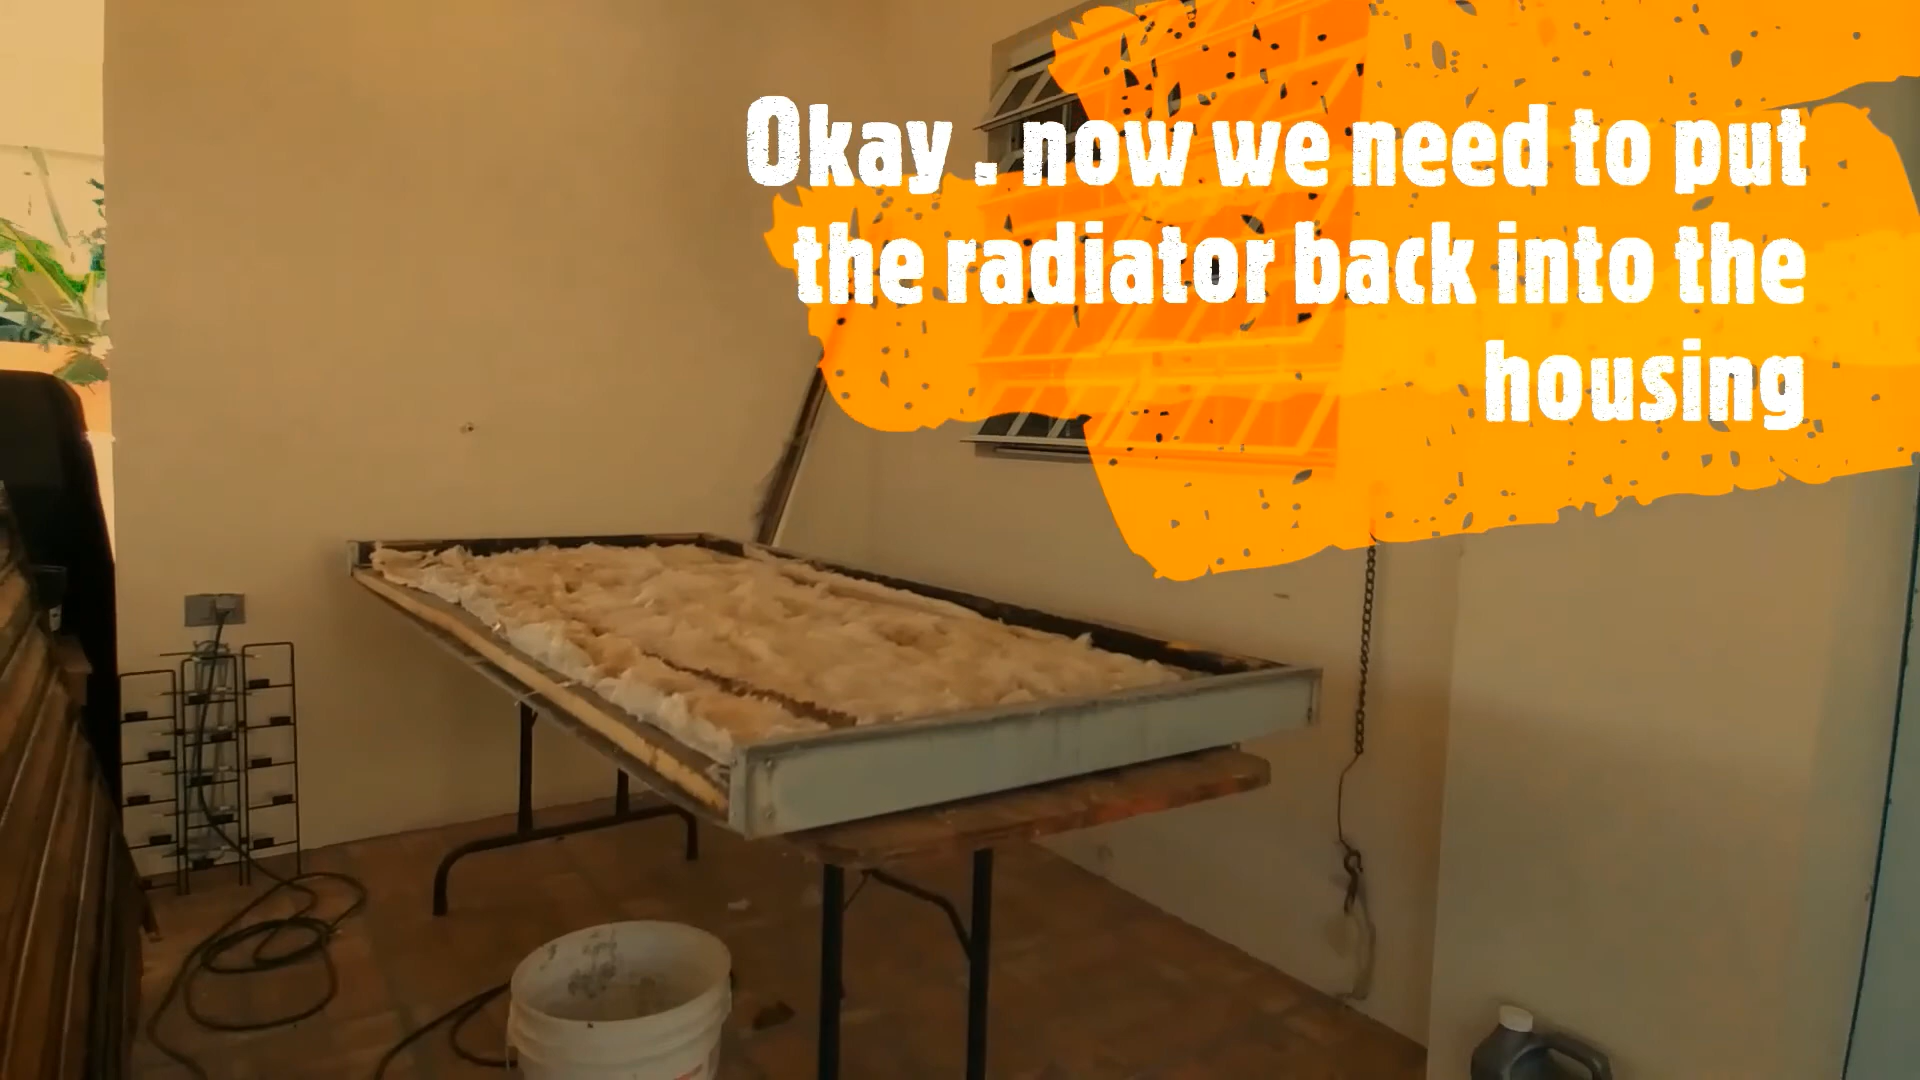 Okay . now we need to put
the radiator back into the
housing